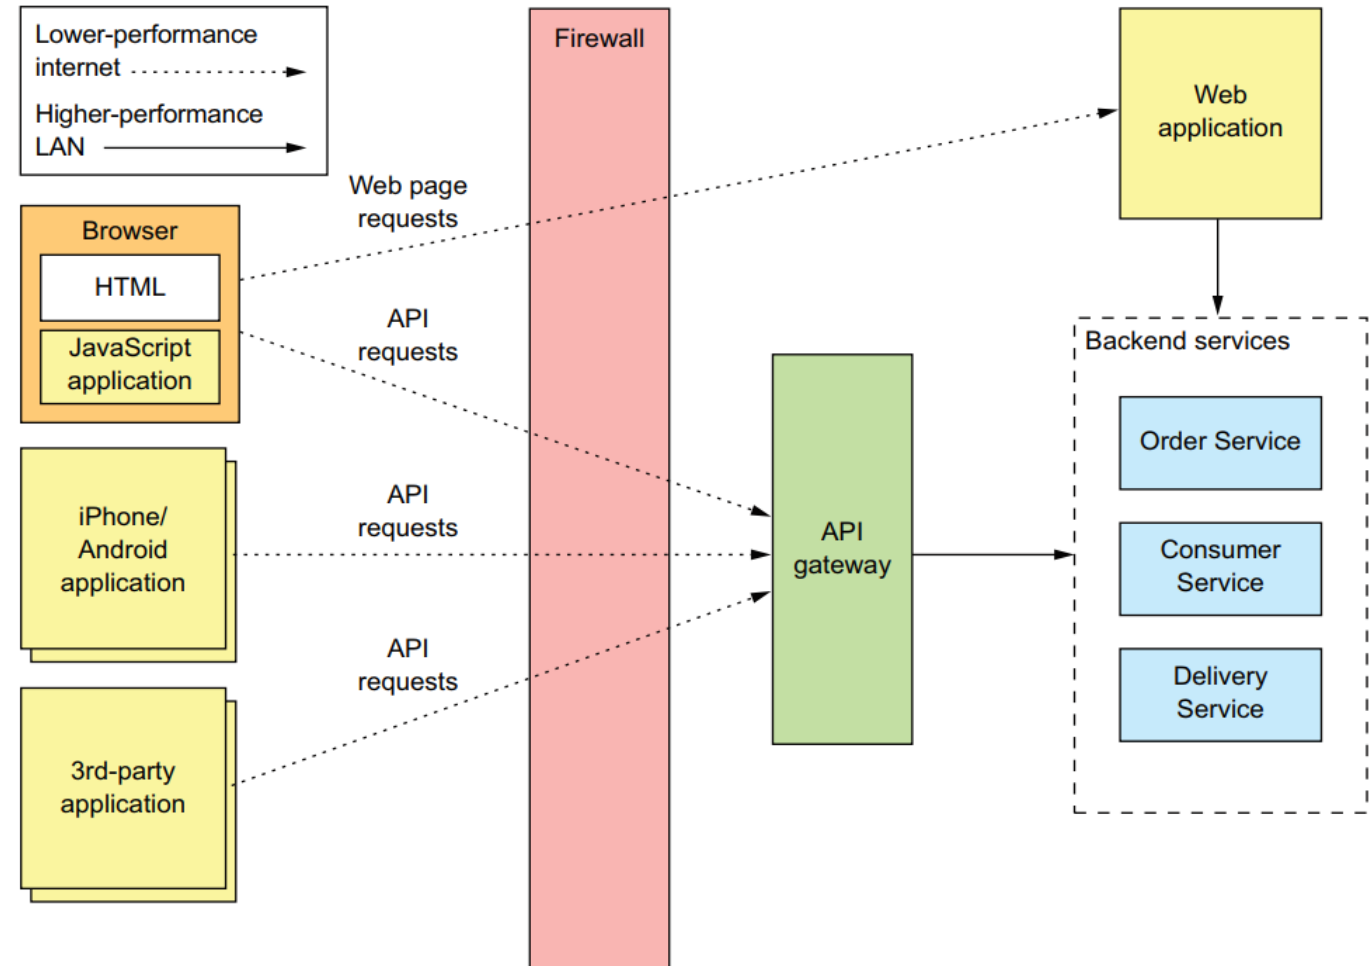 Lower-performance
internet
Higher-performance
LAN
Firewall
Web
application
Web page
requests
Browser
HTML
JavaScript
application
API
requests
Backend services
Order Service
Consumer
Service
Delivery
Service
API
gateway
iPhone/
Android
application
API
requests
3rd-party
application
API
requests